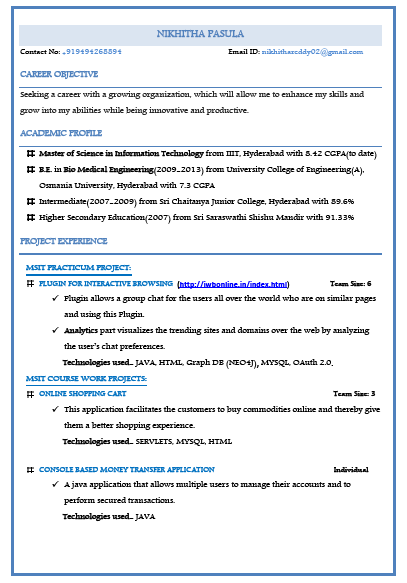 NIKHITHA PASULA
Contact No: +919494268894 Email ID: nikhithareddy02@gmail.com
CAREER OBJECTIVE
Seeking a career with a growing organization, which will allow me to enhance my skills and
grow into my abilities while being innovative and productive.
ACADEMIC PROFILE
Master of Science in Information Technology from IIIT, Hyderabad with 8.42 CGPA(to date)
B.E. in Bio Medical Engineering(2009-2013) from University College of Engineering(A),
Osmania University, Hyderabad with 7.3 CGPA
Intermediate(2007-2009) from Sri Chaitanya Junior College, Hyderabad with 89.6%
Higher Secondary Education(2007) from Sri Saraswathi Shishu Mandir with 91.33%
PROJECT EXPERIENCE
MSIT PRACTICUM PROJECT:
PLUGIN FOR INTERACTIVE BROWSING (http://iwbonline.in/index.html) Team Size: 6
✓ Plugin allows a group chat for the users all over the world who are on similar pages
and using this Plugin.
✓ Analytics part visualizes the trending sites and domains over the web by analyzing
the user's chat preferences.
Technologies used.. JAVA, HTML, Graph DB (NEO4J), MYSQL, OAuth 2.0.
MSIT COURSE WORK PROJECTS:
ONLINE SHOPPING CART Team Size: 3
✓ This application facilitates the customers to buy commodities online and thereby give
them a better shopping experience.
Technologies used.. SERVLETS, MYSQL, HTML
CONSOLE BASED MONEY TRANSFER APPLICATION Individual
✓ A java application that allows multiple users to manage their accounts and to
perform secured transactions.
Technologies used.. JAVA